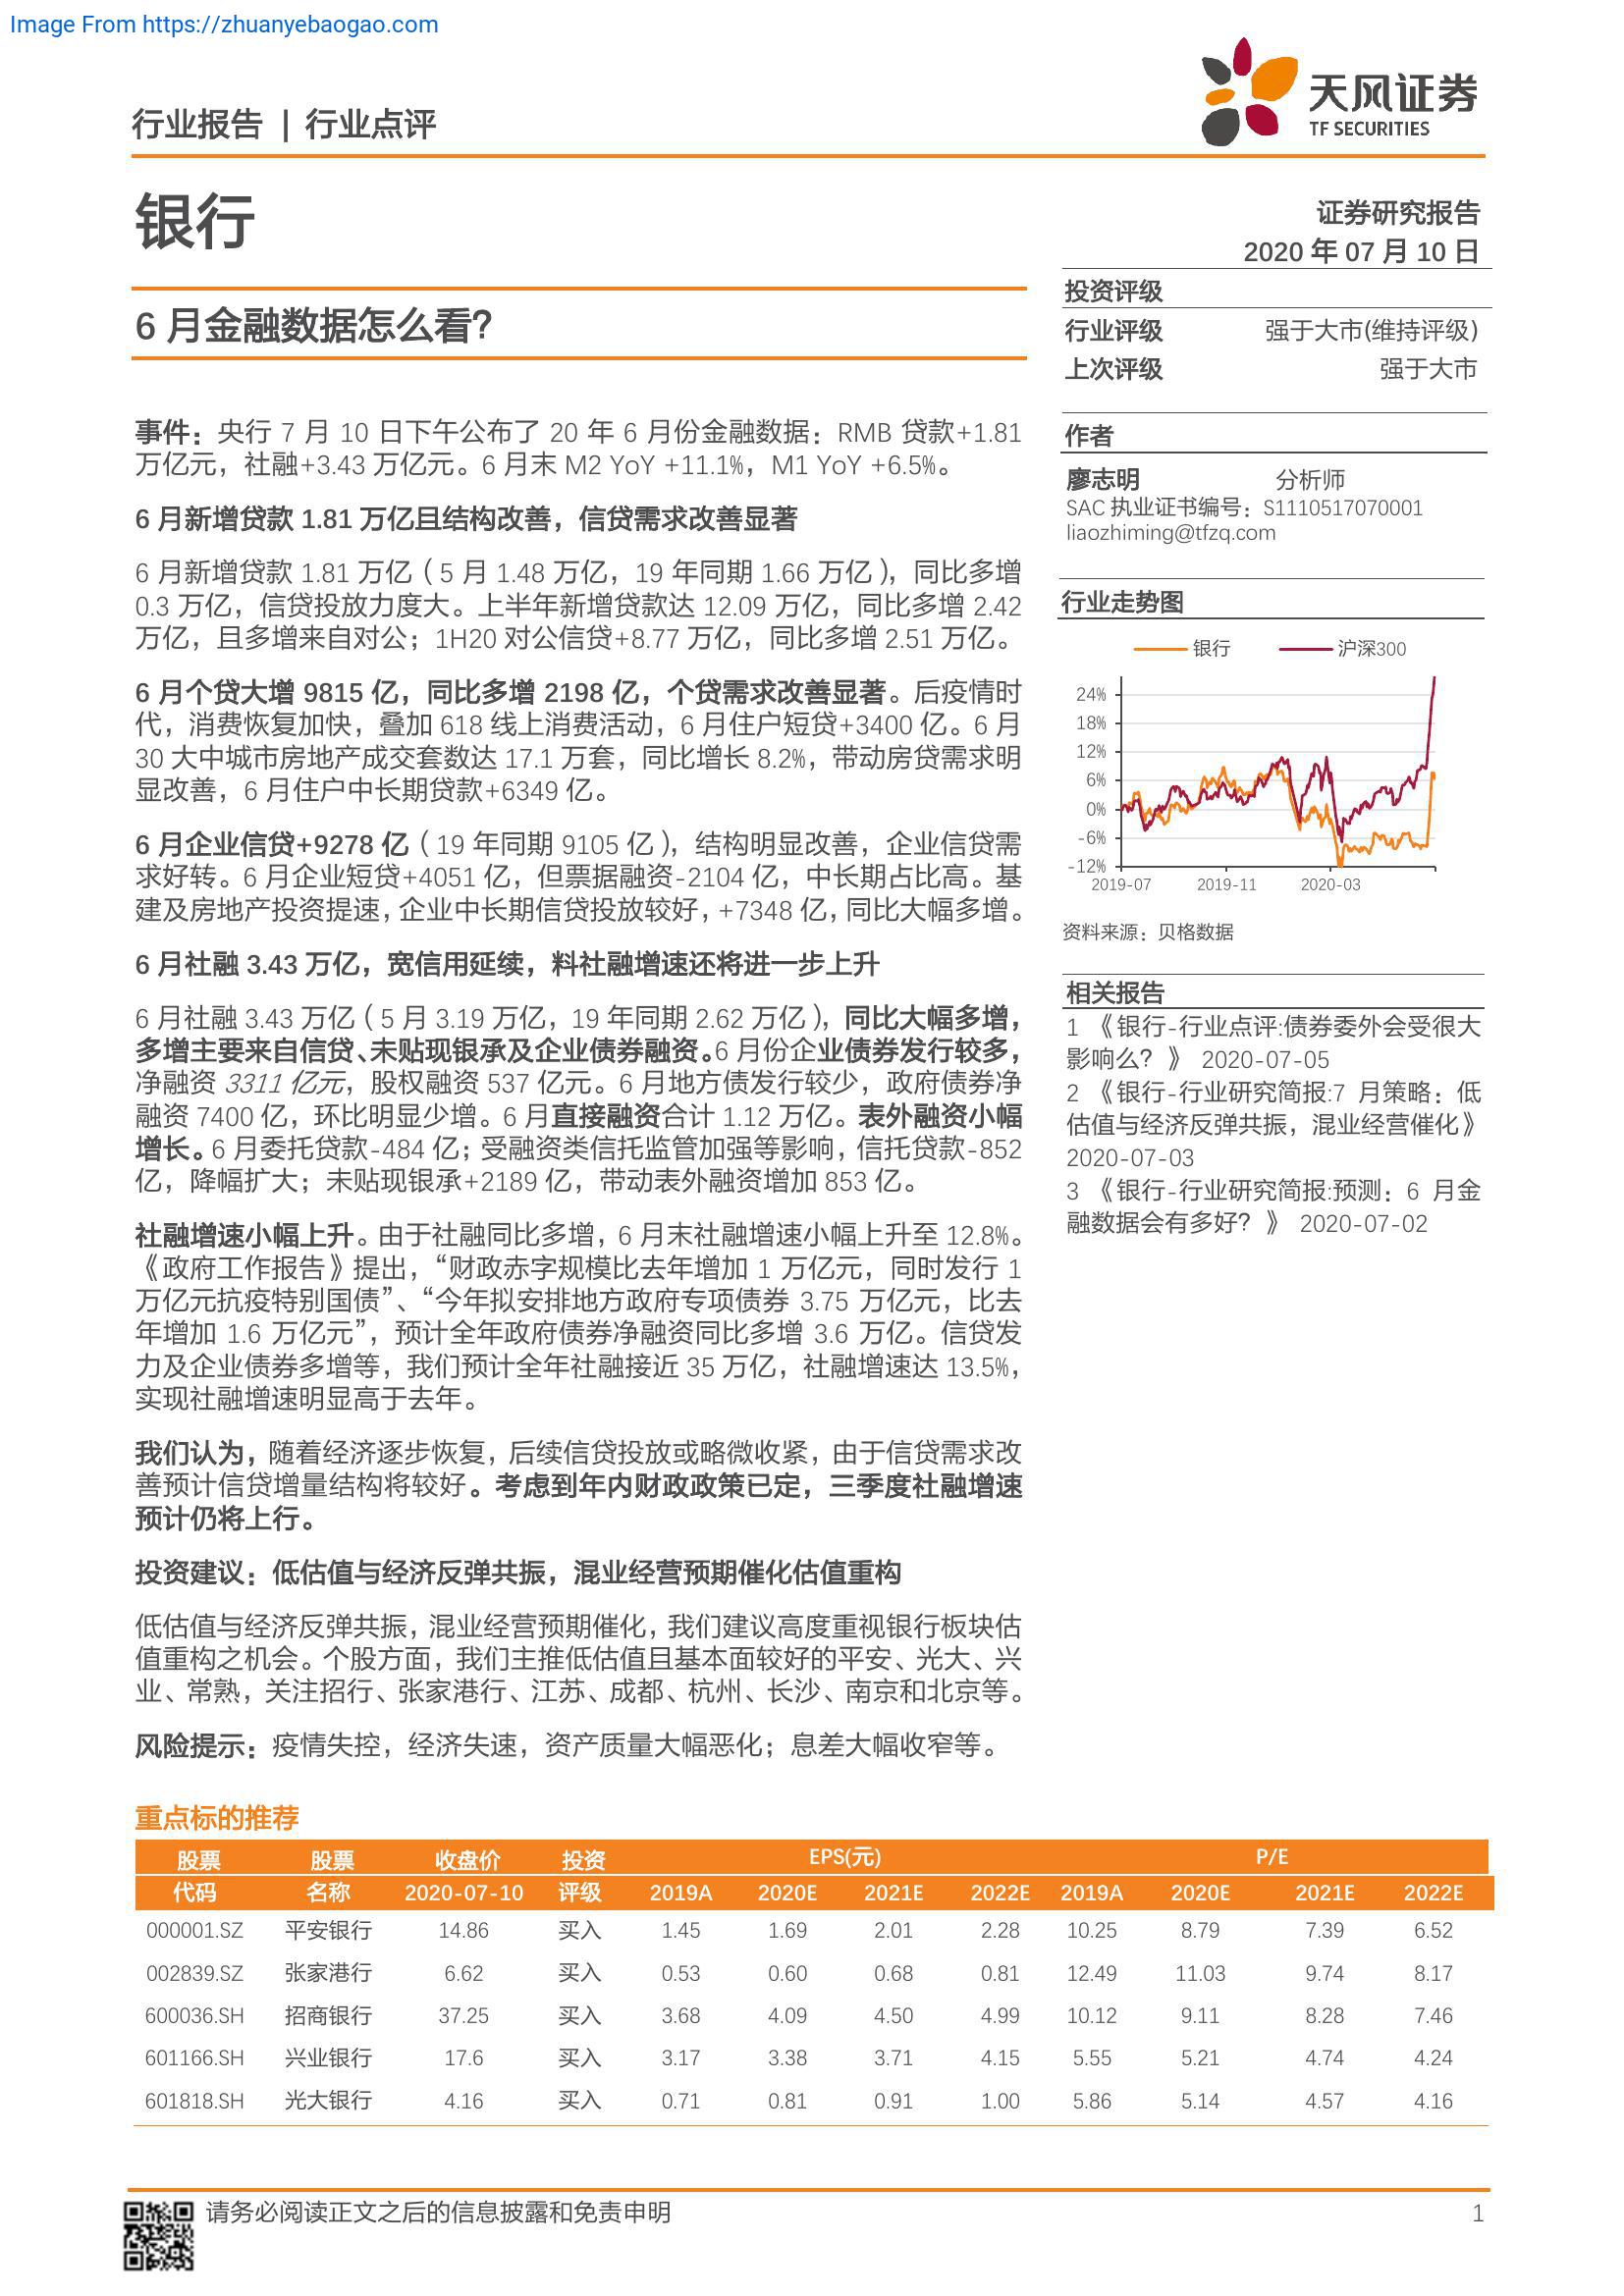 Image From https://zhuanyebaogao.com
行业报告 | 行业点评
天风证券
TF SECURITIES
银行
证券研究报告
2020 年 07 月 10 日
6 月金融数据怎么看？
投资评级
行业评级 强于大市(维持评级)
上次评级 强于大市
事件：央行 7 月 10 日下午公布了 20 年 6 月份金融数据：RMB 贷款+1.81
万亿元，社融+3.43 万亿元。6 月末 M2 YoY +11.1%，M1 YoY +6.5%。
6 月新增贷款 1.81 万亿且结构改善，信贷需求改善显著
6 月新增贷款 1.81 万亿（5 月 1.48 万亿，19 年同期 1.66 万亿），同比多增
0.3 万亿，信贷投放力度大。上半年新增贷款达 12.09 万亿，同比多增 2.42
万亿，且多增来自对公；1H20 对公信贷+8.77 万亿，同比多增 2.51 万亿。
6 月个贷大增 9815 亿，同比多增 2198 亿，个贷需求改善显著。后疫情时
代，消费恢复加快，叠加 618 线上消费活动，6 月住户短贷+3400 亿。6 月
30 大中城市房地产成交套数达 17.1 万套，同比增长 8.2%，带动房贷需求明
显改善，6 月住户中长期贷款+6349 亿。
6 月企业信贷+9278 亿（19 年同期 9105 亿），结构明显改善，企业信贷需
求好转。6 月企业短贷+4051 亿，但票据融资-2104 亿，中长期占比高。基
建及房地产投资提速，企业中长期信贷投放较好，+7348 亿，同比大幅多增。
6 月社融 3.43 万亿，宽信用延续，料社融增速还将进一步上升
6 月社融 3.43 万亿（5 月 3.19 万亿，19 年同期 2.62 万亿），同比大幅多增，
多增主要来自信贷、未贴现银承及企业债券融资。6 月份企业债券发行较多，
净融资 3311 亿元，股权融资 537 亿元。6 月地方债发行较少，政府债券净
融资 7400 亿，环比明显少增。6 月直接融资合计 1.12 万亿。表外融资小幅
增长。6 月委托贷款-484 亿；受融资类信托监管加强等影响，信托贷款-852
亿，降幅扩大；未贴现银承+2189 亿，带动表外融资增加 853 亿。
社融增速小幅上升。由于社融同比多增，6 月末社融增速小幅上升至 12.8%。
《政府工作报告》提出，“财政赤字规模比去年增加 1 万亿元，同时发行 1
万亿元抗疫特别国债”、“今年拟安排地方政府专项债券 3.75 万亿元，比去
年增加 1.6 万亿元”，预计全年政府债券净融资同比多增 3.6 万亿。信贷发
力及企业债券多增等，我们预计全年社融接近 35 万亿，社融增速达 13.5%，
实现社融增速明显高于去年。
我们认为，随着经济逐步恢复，后续信贷投放或略微收紧，由于信贷需求改
善预计信贷增量结构将较好。考虑到年内财政政策已定，三季度社融增速
预计仍将上行。
投资建议：低估值与经济反弹共振，混业经营预期催化估值重构
低估值与经济反弹共振，混业经营预期催化，我们建议高度重视银行板块估
值重构之机会。个股方面，我们主推低估值且基本面较好的平安、光大、兴
业、常熟，关注招行、张家港行、江苏、成都、杭州、长沙、南京和北京等。
风险提示：疫情失控，经济失速，资产质量大幅恶化；息差大幅收窄等。
作者
廖志明 分析师
SAC 执业证书编号：S1110517070001
liaozhiming@tfzq.com
行业走势图
银行 沪深300
24%
18%
12%
6%
0%
-6%
-12%
2019-07 2019-11 2020-03
资料来源：贝格数据
相关报告
1 《银行-行业点评:债券委外会受很大
影响么？》 2020-07-05
2 《银行-行业研究简报:7 月策略：低
估值与经济反弹共振，混业经营催化》
2020-07-03
3 《银行-行业研究简报:预测：6 月金
融数据会有多好？》 2020-07-02
重点标的推荐
股票 股票 收盘价 投资 EPS(元) P/E
代码 名称 2020-07-10 评级 2019A 2020E 2021E 2022E 2019A 2020E 2021E 2022E
000001.SZ 平安银行 14.86 买入 1.45 1.69 2.01 2.28 10.25 8.79 7.39 6.52
002839.SZ 张家港行 6.62 买入 0.53 0.60 0.68 0.81 12.49 11.03 9.74 8.17
600036.SH 招商银行 37.25 买入 3.68 4.09 4.50 4.99 10.12 9.11 8.28 7.46
601166.SH 兴业银行 17.6 买入 3.17 3.38 3.71 4.15 5.55 5.21 4.74 4.24
601818.SH 光大银行 4.16 买入 0.71 0.81 0.91 1.00 5.86 5.14 4.57 4.16
请务必阅读正文之后的信息披露和免责申明 1